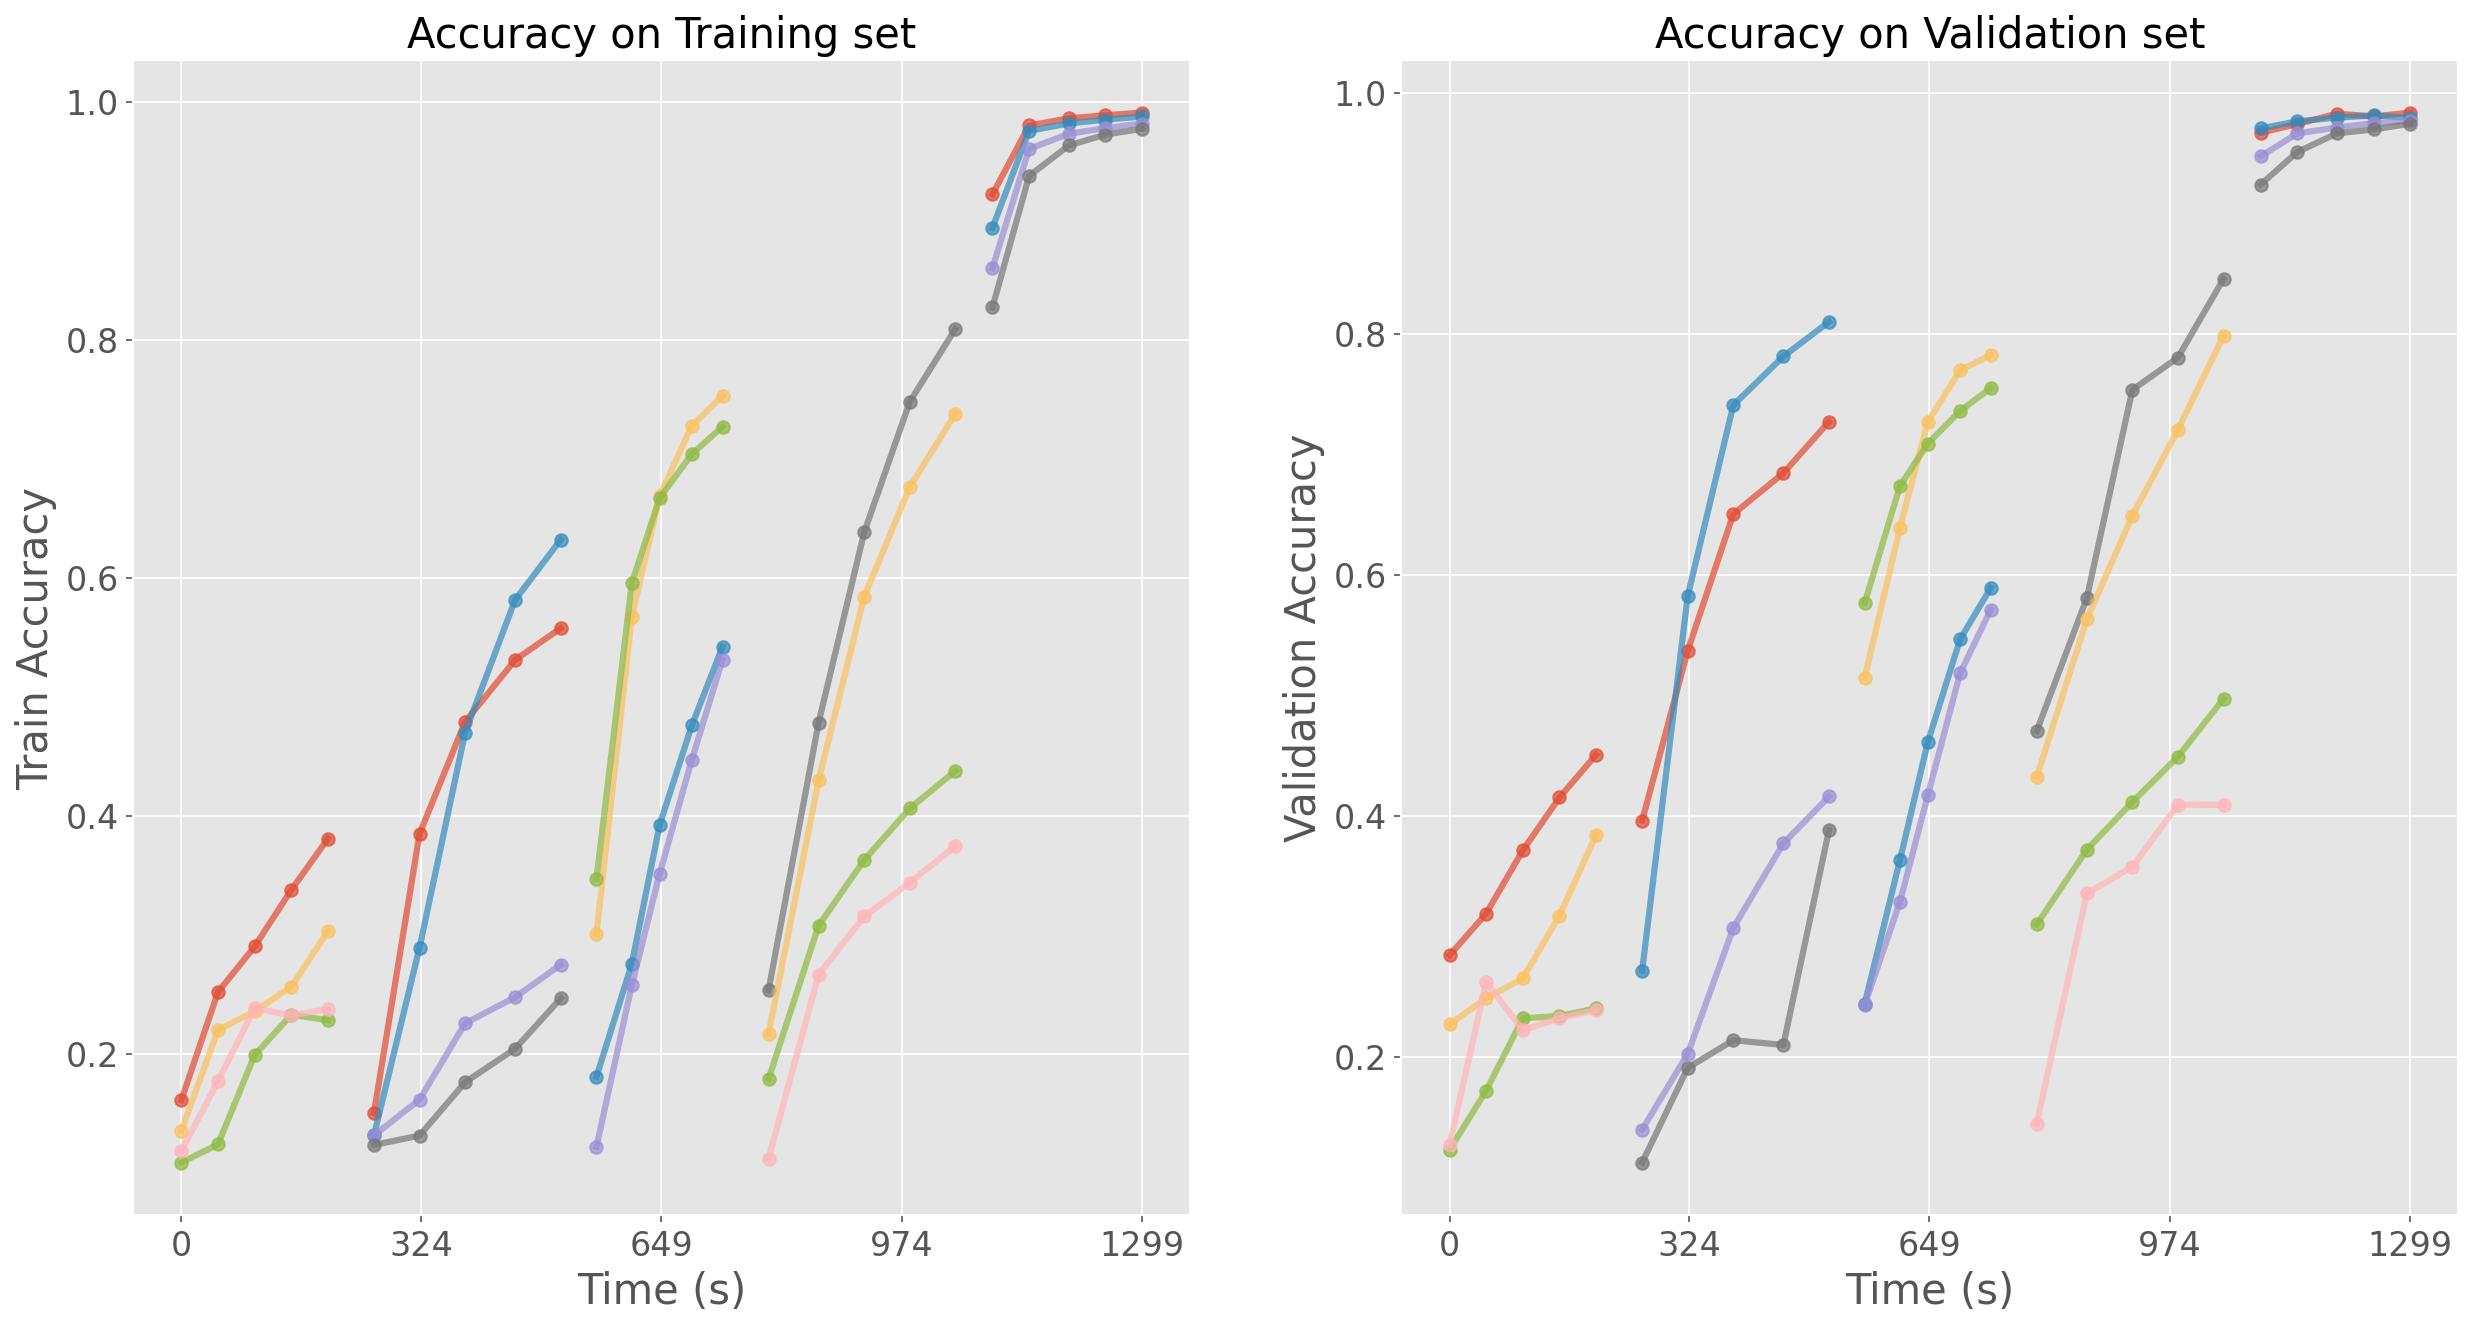 Accuracy on Training set
1.0
0.8
0.6
0.4
0.2
Train Accuracy
0 324 649 974 1299
Time (s)
Accuracy on Validation set
1.0
0.8
0.6
0.4
0.2
Validation Accuracy
0 324 649 974 1299
Time (s)